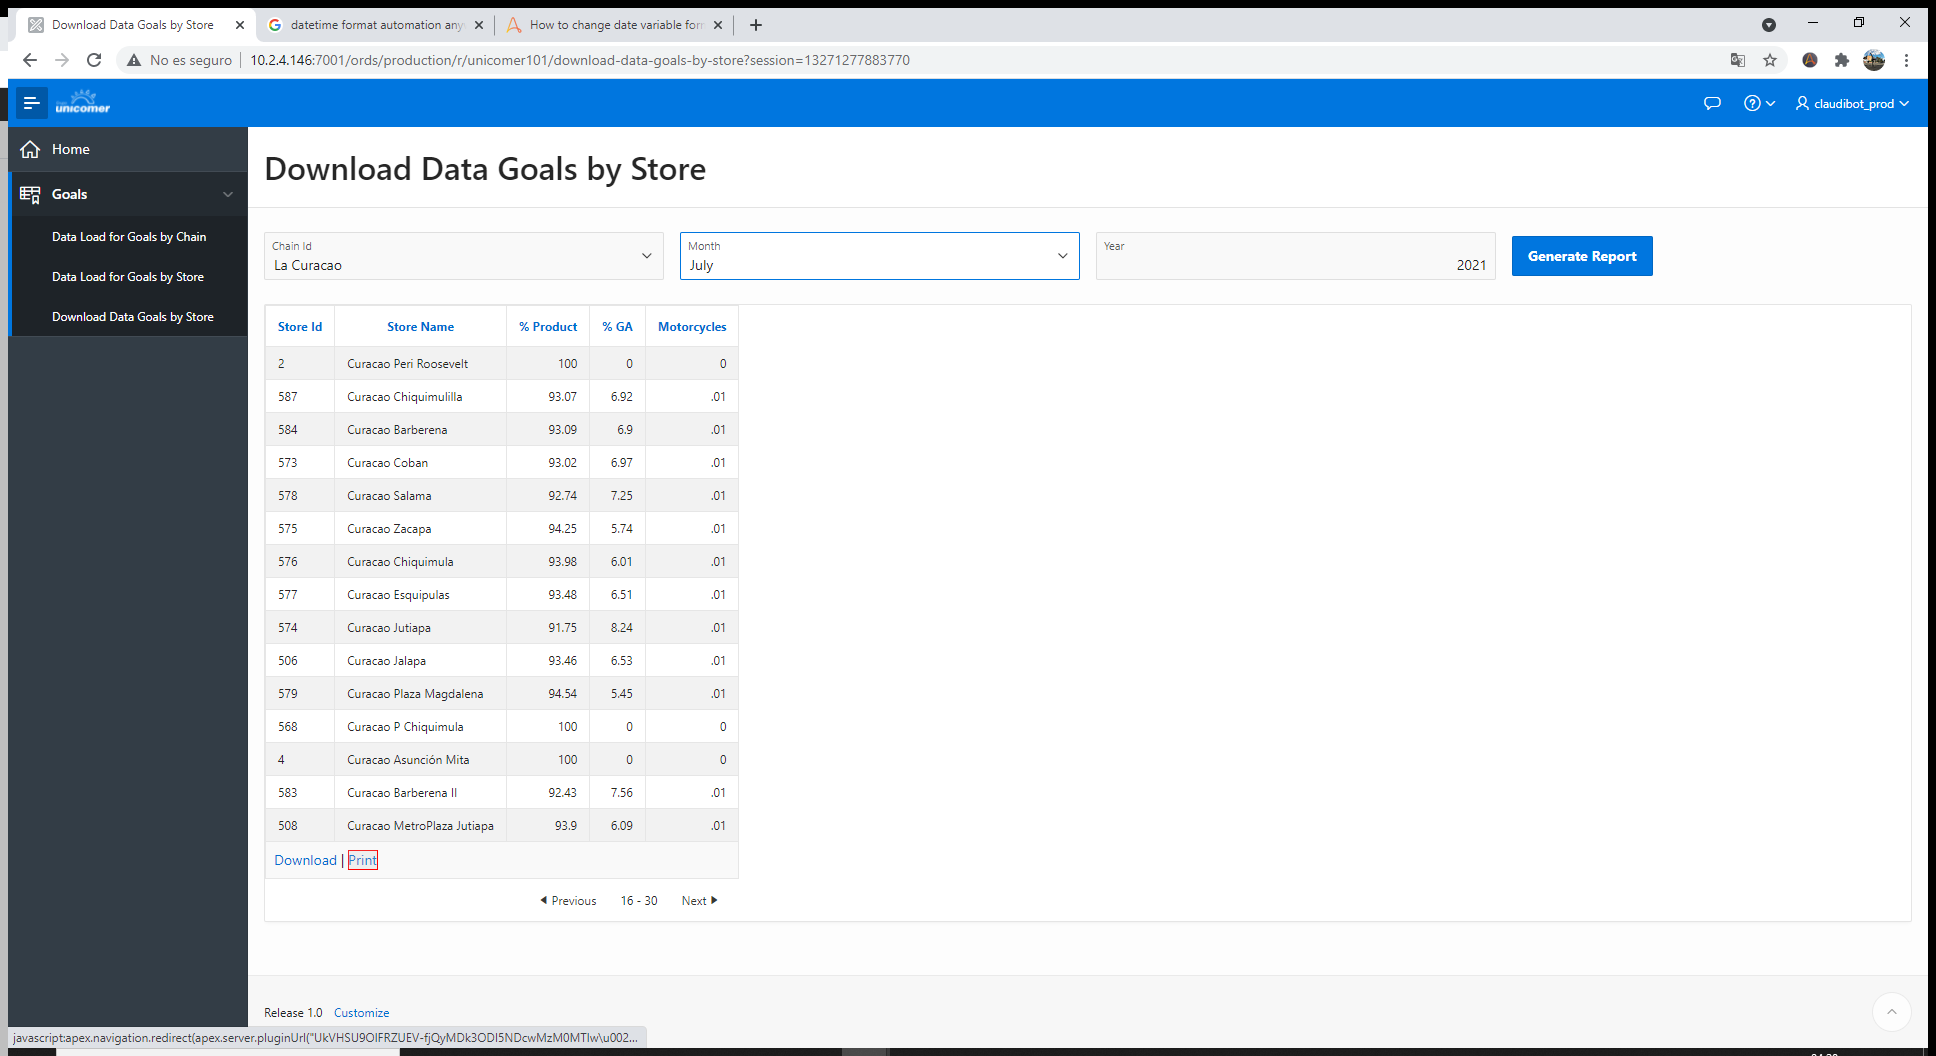 Download Data Goals by Store
datetime format automation any
How to change date variable for
No es seguro | 10.2.4.146:7001/ords/production/r/unicomer101/download-data-goals-by-store?session=13271277883770
unicomer
claudibot_prod
Home
Goals
Data Load for Goals by Chain
Data Load for Goals by Store
Download Data Goals by Store
Download Data Goals by Store
Chain Id
La Curacao
Month
July
Year
2021
Generate Report
Store Id Store Name % Product % GA Motorcycles
2 Curacao Peri Roosevelt 100 0 0
587 Curacao Chiquimulilla 93.07 6.92 .01
584 Curacao Barberena 93.09 6.9 .01
573 Curacao Coban 93.02 6.97 .01
578 Curacao Salama 92.74 7.25 .01
575 Curacao Zacapa 94.25 5.74 .01
576 Curacao Chiquimula 93.98 6.01 .01
577 Curacao Esquipulas 93.48 6.51 .01
574 Curacao Jutiapa 91.75 8.24 .01
506 Curacao Jalapa 93.46 6.53 .01
579 Curacao Plaza Magdalena 94.54 5.45 .01
568 Curacao P Chiquimula 100 0 0
4 Curacao Asunción Mita 100 0 0
583 Curacao Barberena II 92.43 7.56 .01
508 Curacao MetroPlaza Jutiapa 93.9 6.09 .01
Download | Print
Previous 16 - 30 Next
Release 1.0 Customize